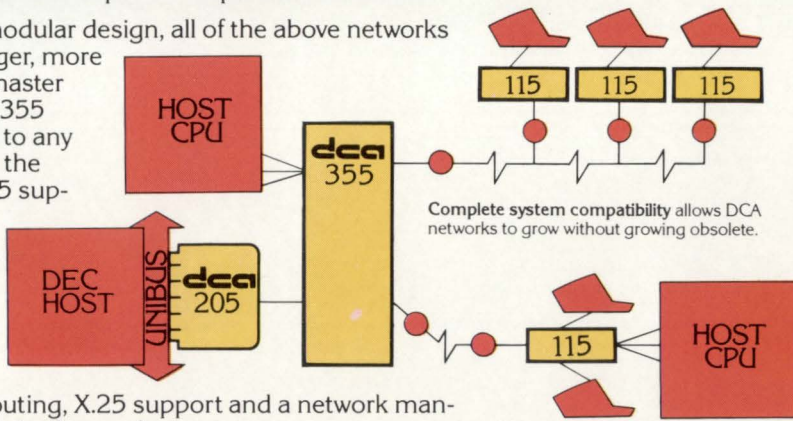 nodular design, all of the above networks
ger, more
naster
355
to any
the
5 sup-
HOST
CPU
dca
355
115
115
115
Complete system compatibility allows DCA
networks to grow without growing obsolete.
DEC
HOST
UNIBUS
dca
205
115
HOST
CPU
outing, X.25 support and a network man-